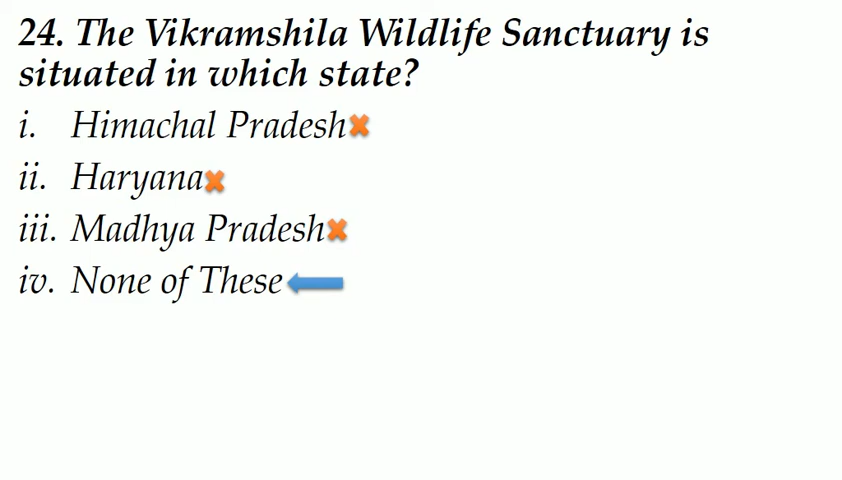 24. The Vikramshila Wildlife Sanctuary is
situated in which state?
i. Himachal Pradesh
ii. Haryana
iii. Madhya Pradesh
iv. None of These